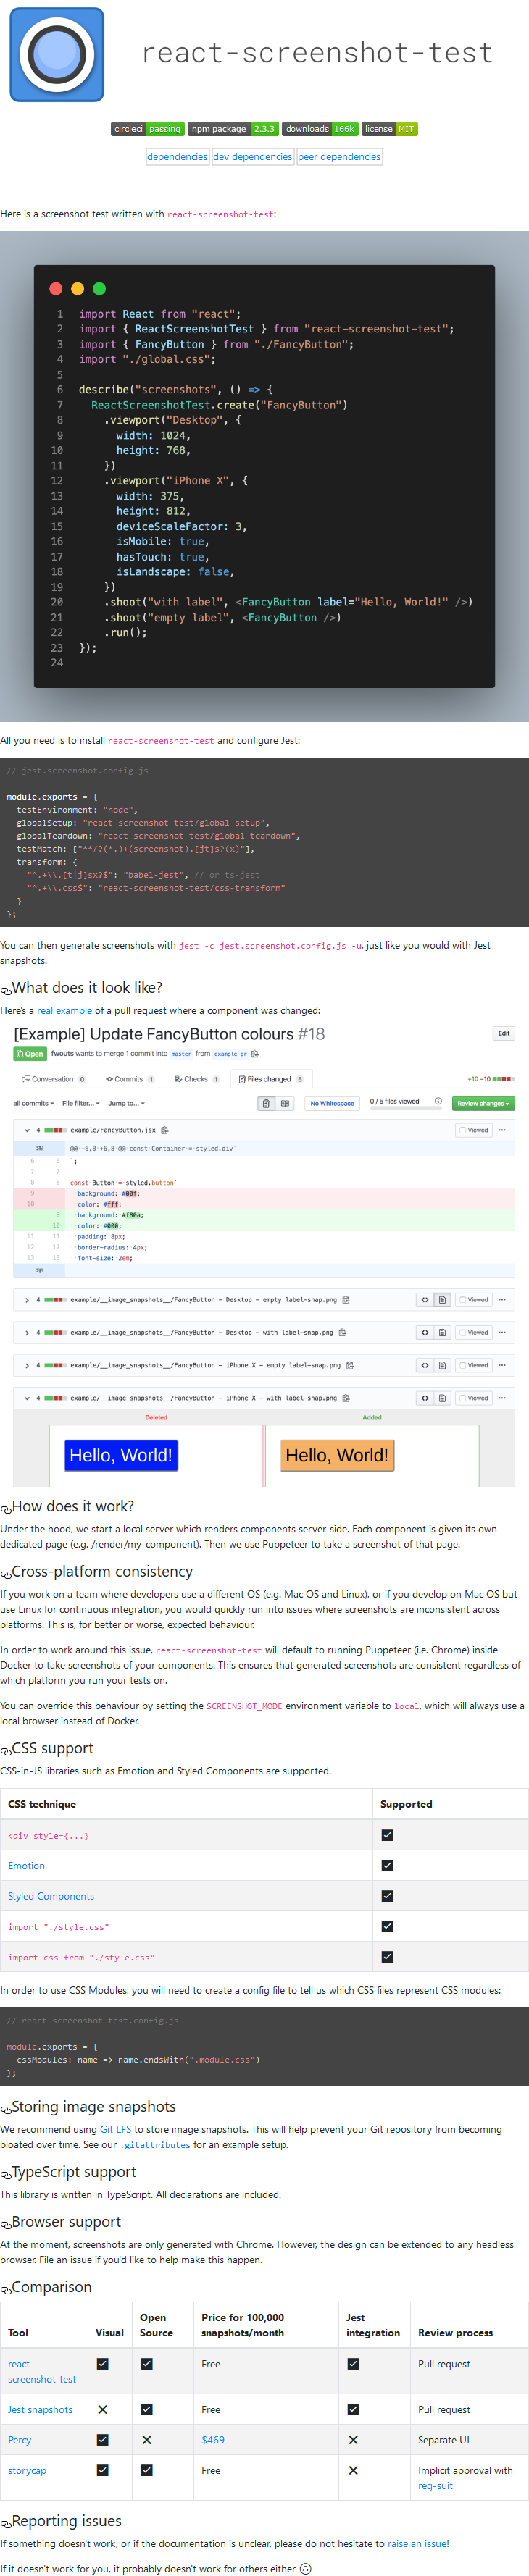 react-screenshot-test
circleci passing npm package 2.3.3 downloads 166k license MIT
dependencies dev dependencies peer dependencies
Here is a screenshot test written with react-screenshot-test:
1 import React from "react";
2 import { ReactScreenshotTest } from "react-screenshot-test";
3 import { FancyButton } from "./FancyButton";
4 import "./global.css";
5
6 describe("screenshots", () => {
7 ReactScreenshotTest.create("FancyButton")
8 .viewport("Desktop", {
9 width: 1024,
10 height: 768,
11 })
12 .viewport("iPhone X", {
13 width: 375,
14 height: 812,
15 deviceScaleFactor: 3,
16 isMobile: true,
17 hasTouch: true,
18 isLandscape: false,
19 })
20 .shoot("with label", <FancyButton label="Hello, World!" />)
21 .shoot("empty label", <FancyButton />)
22 .run();
23 });
24
All you need is to install react-screenshot-test and configure Jest:
// jest.screenshot.config.js
module.exports = {
testEnvironment: "node",
globalSetup: "react-screenshot-test/global-setup",
globalTeardown: "react-screenshot-test/global-teardown",
testMatch: ["**/?(*.)+(screenshot).[jt]s?(x)"],
transform: {
"^.+\\.[t|j]sx?$": "babel-jest", // or ts-jest
"^.+\\.css$": "react-screenshot-test/css-transform"
}
};
You can then generate screenshots with jest -c jest.screenshot.config.js -u, just like you would with Jest
snapshots.
What does it look like?
Here's a real example of a pull request where a component was changed:
[Example] Update FancyButton colours #18 Edit
Open fwouts wants to merge 1 commit into master from example-pr
Conversation 0 Commits 1 Checks 1 Files changed 5 +10 −10
all commits File filter... Jump to... No Whitespace 0 / 5 files viewed Review changes
4 example/FancyButton.jsx Viewed
@@ -6,8 +6,8 @@ const Container = styled.div`
6 6 `;
7 7
8 8 const Button = styled.button`
9 background: #00f;
10 color: #fff;
9 background: #f80a;
10 color: #000;
11 11 padding: 8px;
12 12 border-radius: 4px;
13 13 font-size: 2em;
4 example/__image_snapshots__/FancyButton - Desktop - empty label-snap.png Viewed
4 example/__image_snapshots__/FancyButton - Desktop - with label-snap.png Viewed
4 example/__image_snapshots__/FancyButton - iPhone X - empty label-snap.png Viewed
4 example/__image_snapshots__/FancyButton - iPhone X - with label-snap.png Viewed
Deleted Added
Hello, World! Hello, World!
How does it work?
Under the hood, we start a local server which renders components server-side. Each component is given its own
dedicated page (e.g. /render/my-component). Then we use Puppeteer to take a screenshot of that page.
Cross-platform consistency
If you work on a team where developers use a different OS (e.g. Mac OS and Linux), or if you develop on Mac OS but
use Linux for continuous integration, you would quickly run into issues where screenshots are inconsistent across
platforms. This is, for better or worse, expected behaviour.
In order to work around this issue, react-screenshot-test will default to running Puppeteer (i.e. Chrome) inside
Docker to take screenshots of your components. This ensures that generated screenshots are consistent regardless of
which platform you run your tests on.
You can override this behaviour by setting the SCREENSHOT_MODE environment variable to local, which will always use a
local browser instead of Docker.
CSS support
CSS-in-JS libraries such as Emotion and Styled Components are supported.
CSS technique Supported
<div style={...}
Emotion
Styled Components
import "./style.css"
import css from "./style.css"
In order to use CSS Modules, you will need to create a config file to tell us which CSS files represent CSS modules:
// react-screenshot-test.config.js
module.exports = {
cssModules: name => name.endsWith(".module.css")
};
Storing image snapshots
We recommend using Git LFS to store image snapshots. This will help prevent your Git repository from becoming
bloated over time. See our .gitattributes for an example setup.
TypeScript support
This library is written in TypeScript. All declarations are included.
Browser support
At the moment, screenshots are only generated with Chrome. However, the design can be extended to any headless
browser. File an issue if you'd like to help make this happen.
Comparison
Tool Visual Open Source Price for 100,000 snapshots/month Jest integration Review process
react-screenshot-test Free Pull request
Jest snapshots Free Pull request
Percy $469 Separate UI
storycap Free Implicit approval with reg-suit
Reporting issues
If something doesn't work, or if the documentation is unclear, please do not hesitate to raise an issue!
If it doesn't work for you, it probably doesn't work for others either 🙃